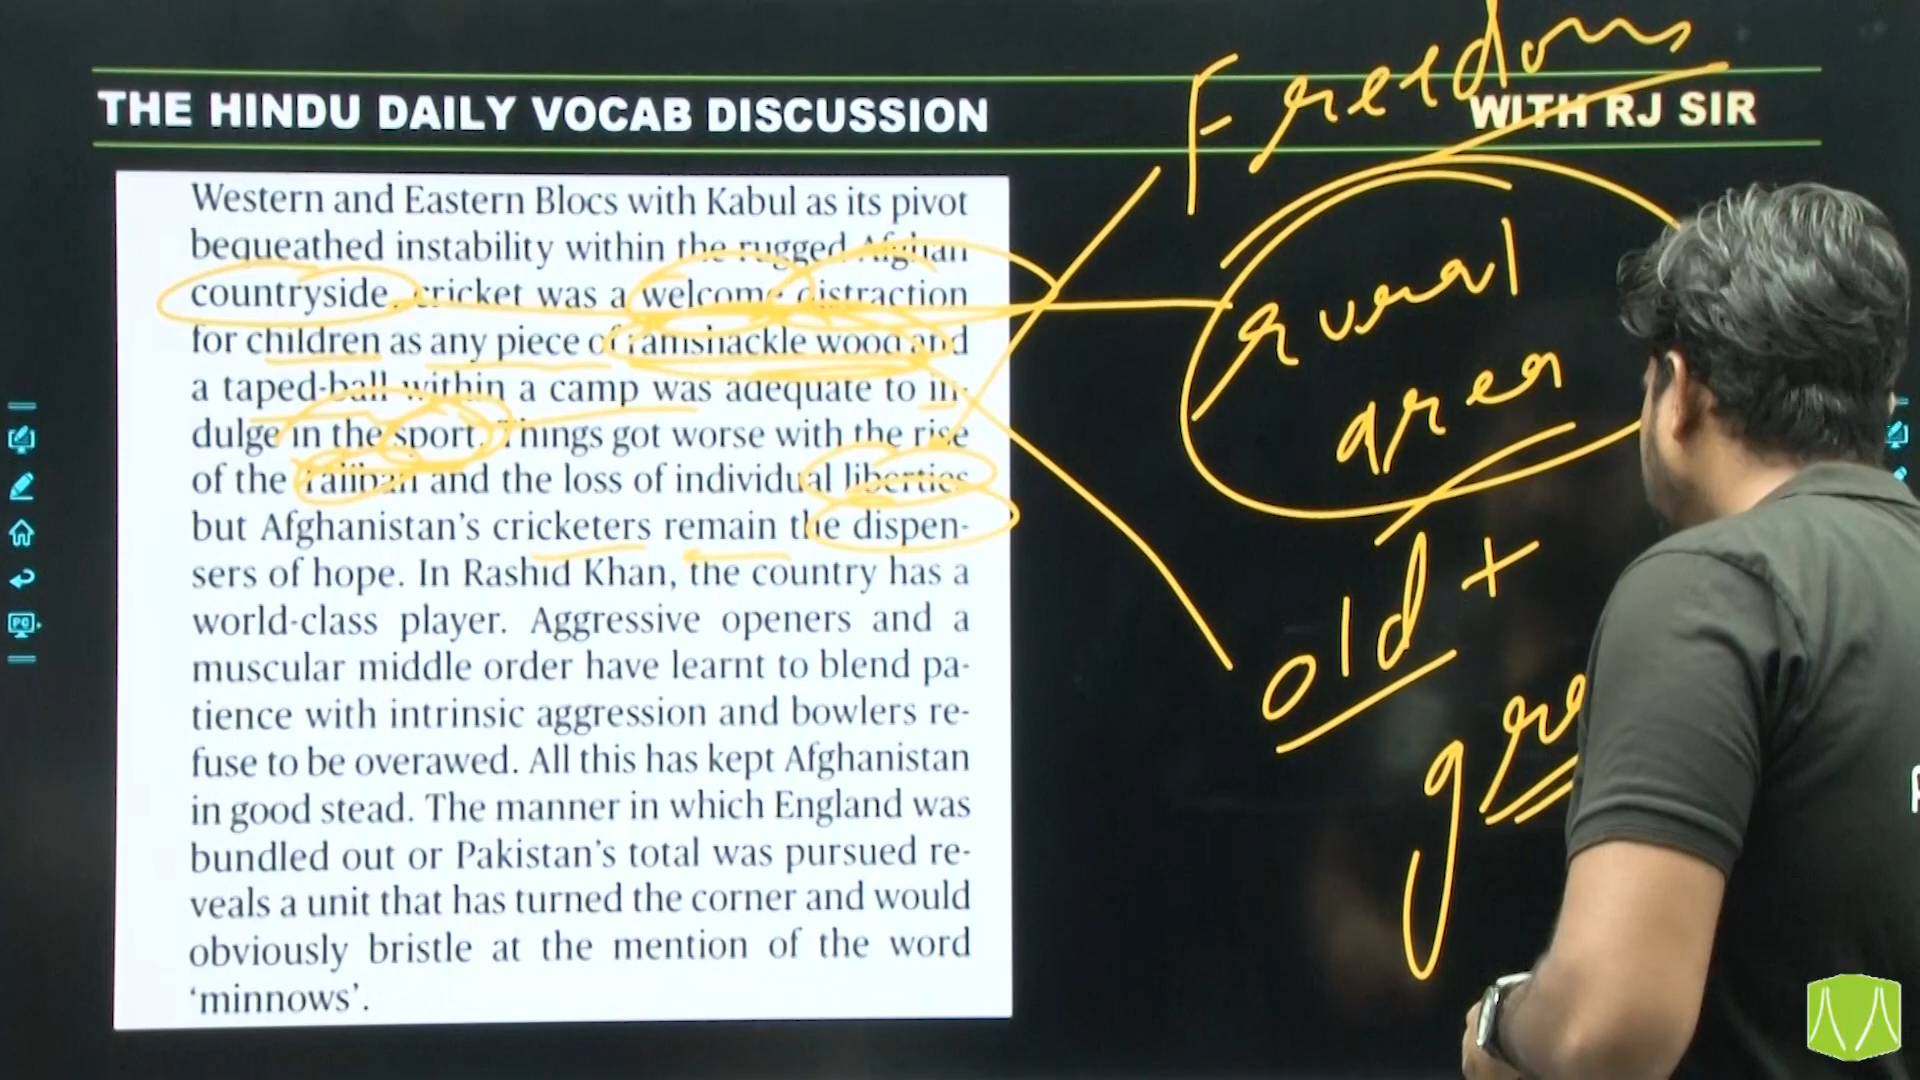 THE HINDU DAILY VOCAB DISCUSSION
WITH RJ SIR
Western and Eastern Blocs with Kabul as its pivot
bequeathed instability within the rugged Afghan
countryside, cricket was a welcome distraction
for children as any piece of ramshackle wood and
a taped-ball within a camp was adequate to in-
dulge in the sport. Things got worse with the rise
of the Taliban and the loss of individual liberties
but Afghanistan's cricketers remain the dispen-
sers of hope. In Rashid Khan, the country has a
world-class player. Aggressive openers and a
muscular middle order have learnt to blend pa-
tience with intrinsic aggression and bowlers re-
fuse to be overawed. All this has kept Afghanistan
in good stead. The manner in which England was
bundled out or Pakistan's total was pursued re-
veals a unit that has turned the corner and would
obviously bristle at the mention of the word
'minnows'.
Freedom
rural
area
old +
PC